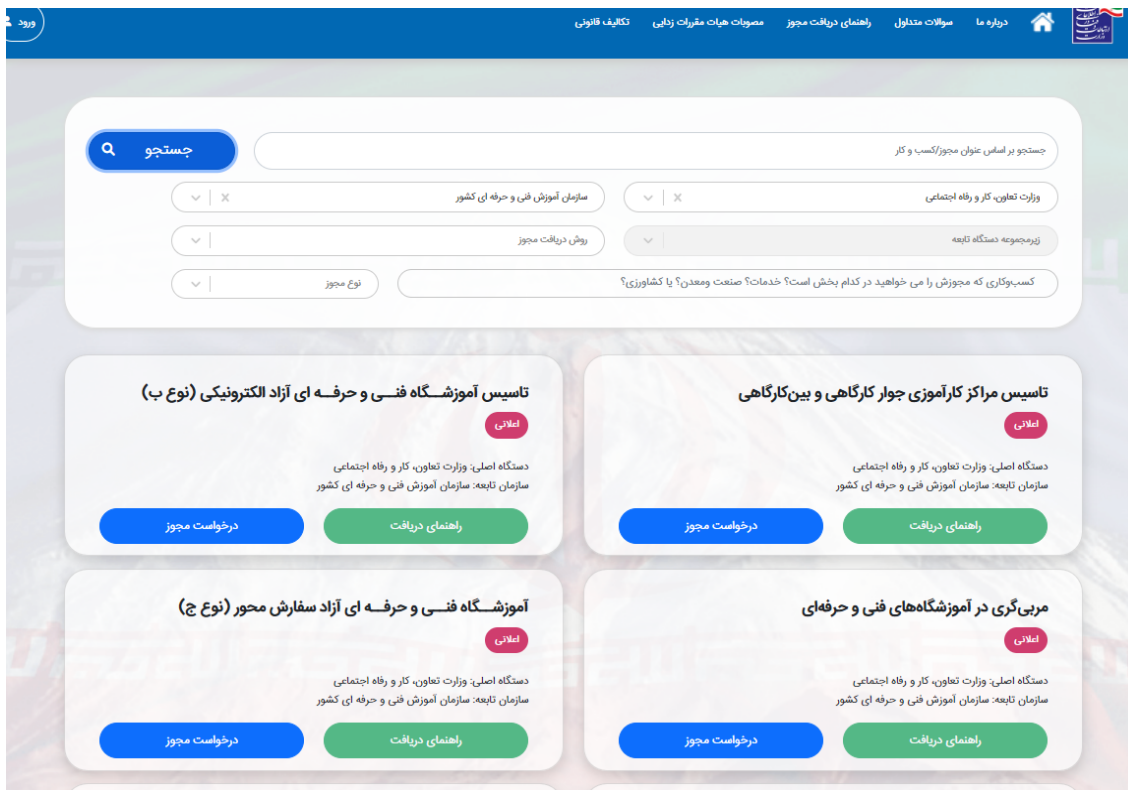 درباره ما
سوالات متداول
راهنمای دریافت مجوز
مصوبات هیات مقررات زدایی
تکالیف قانونی
ورود
جستجو بر اساس عنوان مجوز/کسب و کار
جستجو
وزارت تعاون، کار و رفاه اجتماعی
سازمان آموزش فنی و حرفه ای کشور
زیرمجموعه دستگاه تابعه
روش دریافت مجوز
کسب‌وکاری که مجوزش را می خواهید در کدام بخش است؟ خدمات؟ صنعت ومعدن؟ یا کشاورزی؟
نوع مجوز
تاسیس مراکز کارآموزی جوار کارگاهی و بین‌کارگاهی
اعلانی
دستگاه اصلی: وزارت تعاون، کار و رفاه اجتماعی
سازمان تابعه: سازمان آموزش فنی و حرفه ای کشور
راهنمای دریافت
درخواست مجوز
تاسیس آموزشــگاه فنــی و حرفــه ای آزاد الکترونیکی (نوع ب)
اعلانی
دستگاه اصلی: وزارت تعاون، کار و رفاه اجتماعی
سازمان تابعه: سازمان آموزش فنی و حرفه ای کشور
راهنمای دریافت
درخواست مجوز
مربی‌گری در آموزشگاه‌های فنی و حرفه‌ای
اعلانی
دستگاه اصلی: وزارت تعاون، کار و رفاه اجتماعی
سازمان تابعه: سازمان آموزش فنی و حرفه ای کشور
راهنمای دریافت
درخواست مجوز
آموزشــگاه فنــی و حرفــه ای آزاد سفارش محور (نوع ج)
اعلانی
دستگاه اصلی: وزارت تعاون، کار و رفاه اجتماعی
سازمان تابعه: سازمان آموزش فنی و حرفه ای کشور
راهنمای دریافت
درخواست مجوز